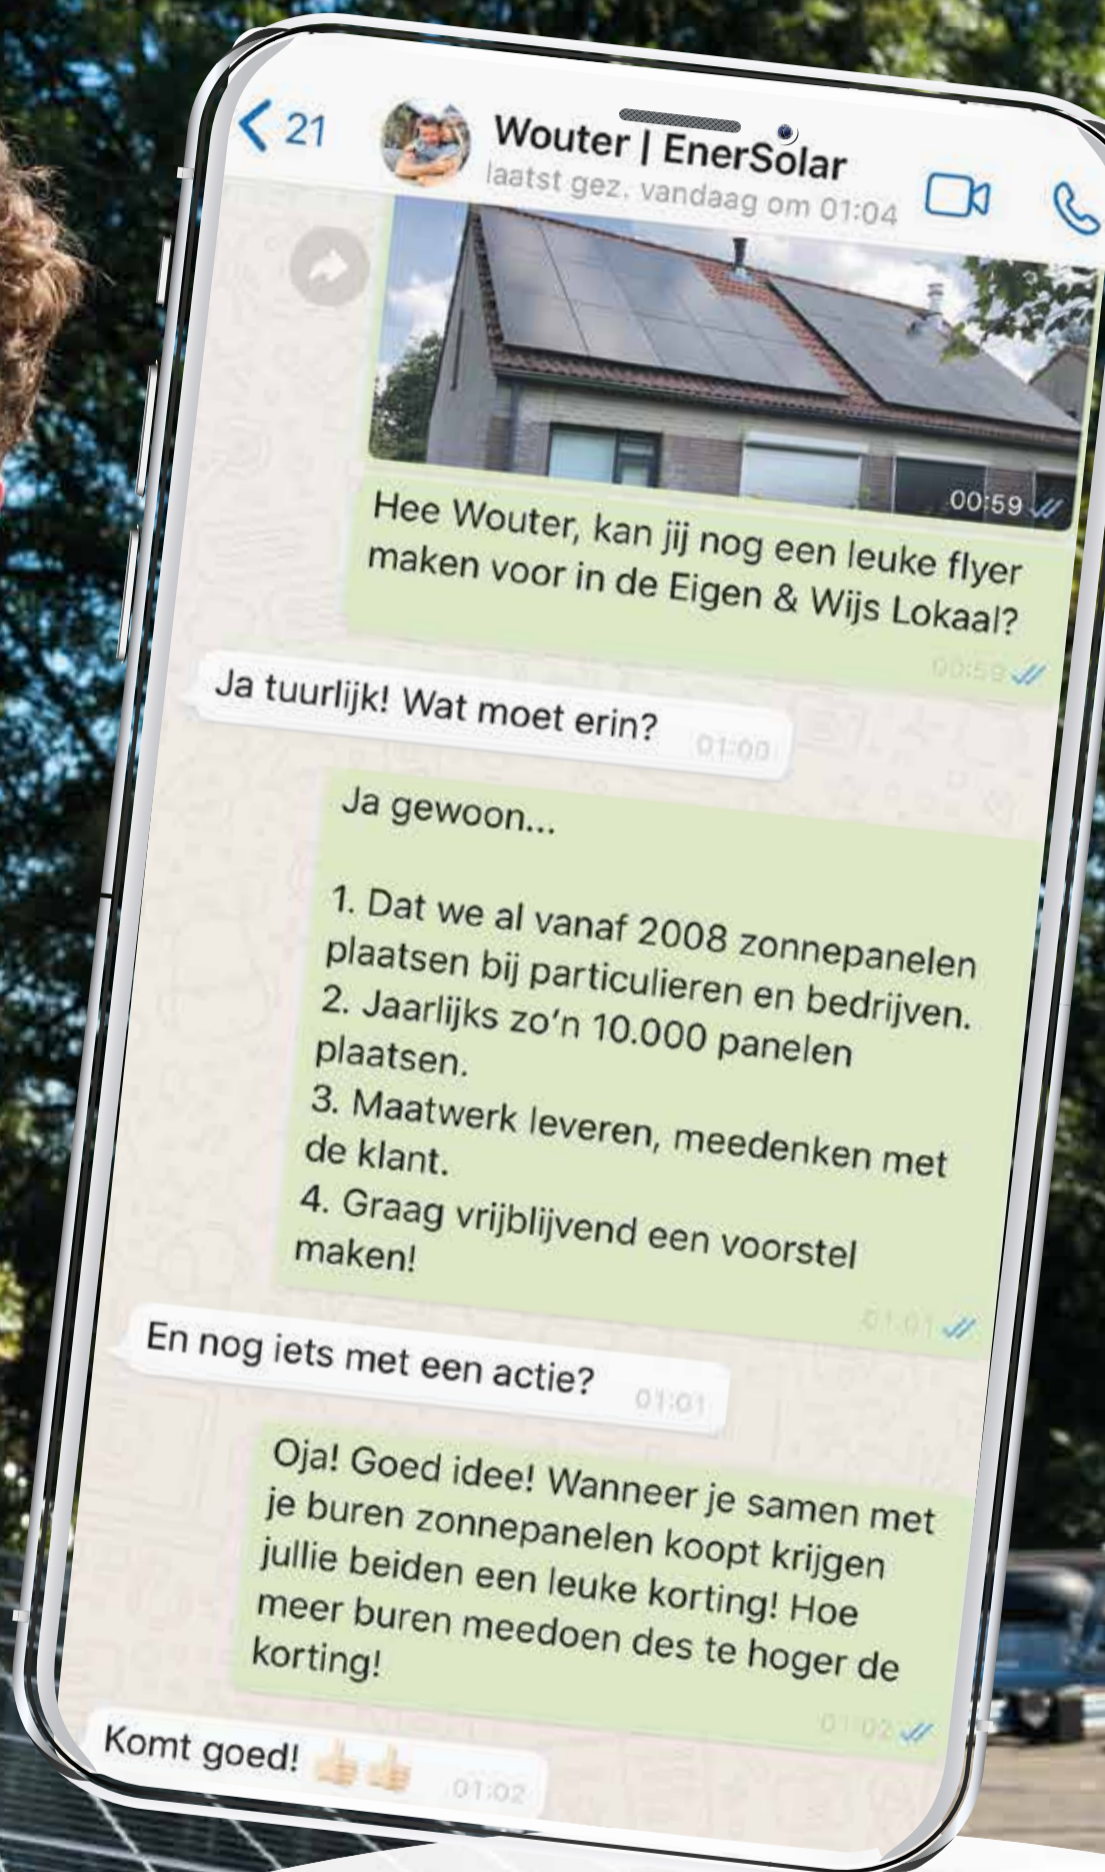 21
Wouter | EnerSolar
laatst gez. vandaag om 01:04
00:59
Hee Wouter, kan jij nog een leuke flyer
maken voor in de Eigen & Wijs Lokaal?
00:59
Ja tuurlijk! Wat moet erin?
01:00
Ja gewoon...
1. Dat we al vanaf 2008 zonnepanelen
plaatsen bij particulieren en bedrijven.
2. Jaarlijks zo'n 10.000 panelen
plaatsen.
3. Maatwerk leveren, meedenken met
de klant.
4. Graag vrijblijvend een voorstel
maken!
01:01
En nog iets met een actie?
01:01
Oja! Goed idee! Wanneer je samen met
je buren zonnepanelen koopt krijgen
jullie beiden een leuke korting! Hoe
meer buren meedoen des te hoger de
korting!
01:02
Komt goed! 👍🏻👍🏻
01:02